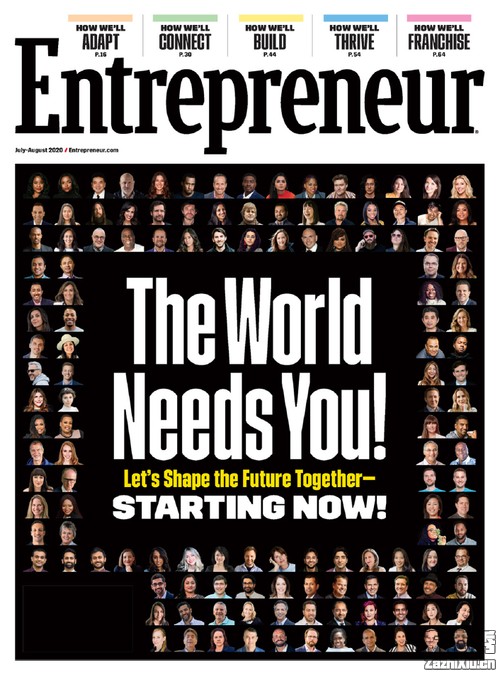 HOW WE'LL
ADAPT
P.16
HOW WE'LL
CONNECT
P.30
HOW WE'LL
BUILD
P.44
HOW WE'LL
THRIVE
P.54
HOW WE'LL
FRANCHISE
P.64
Entrepreneur
July-August 2020 / Entrepreneur.com
The World
Needs You!
Let's Shape the Future Together—
STARTING NOW!
ZazhiXiu.cn